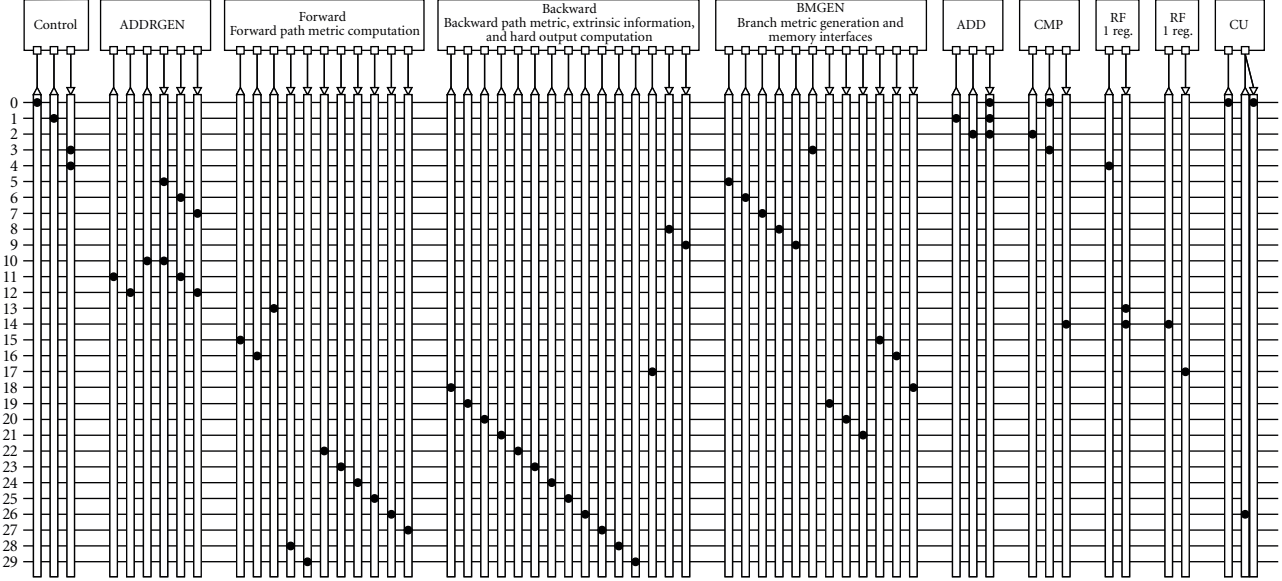 Control
ADDRGEN
Forward
Forward path metric computation
Backward
Backward path metric, extrinsic information,
and hard output computation
BMGEN
Branch metric generation and
memory interfaces
ADD
CMP
RF
1 reg.
RF
1 reg.
CU
0
1
2
3
4
5
6
7
8
9
10
11
12
13
14
15
16
17
18
19
20
21
22
23
24
25
26
27
28
29